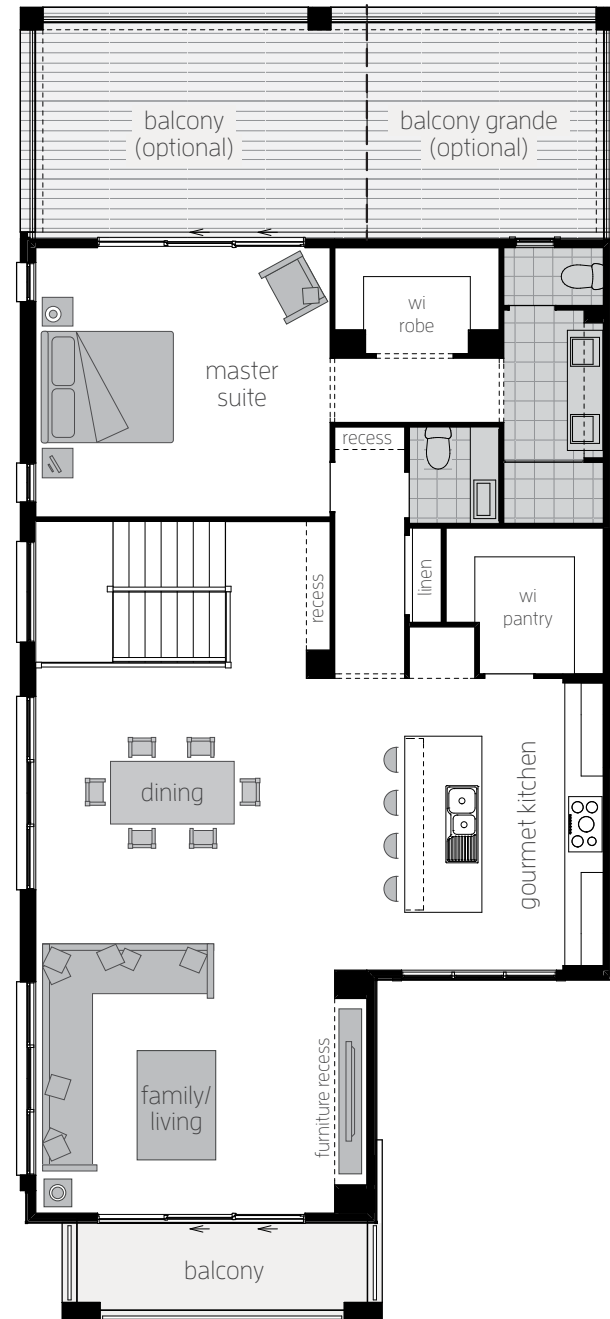 balcony
(optional)
balcony grande
(optional)
wi
robe
master
suite
recess
recess
linen
wi
pantry
dining
gourmet kitchen
family/
living
furniture recess
balcony